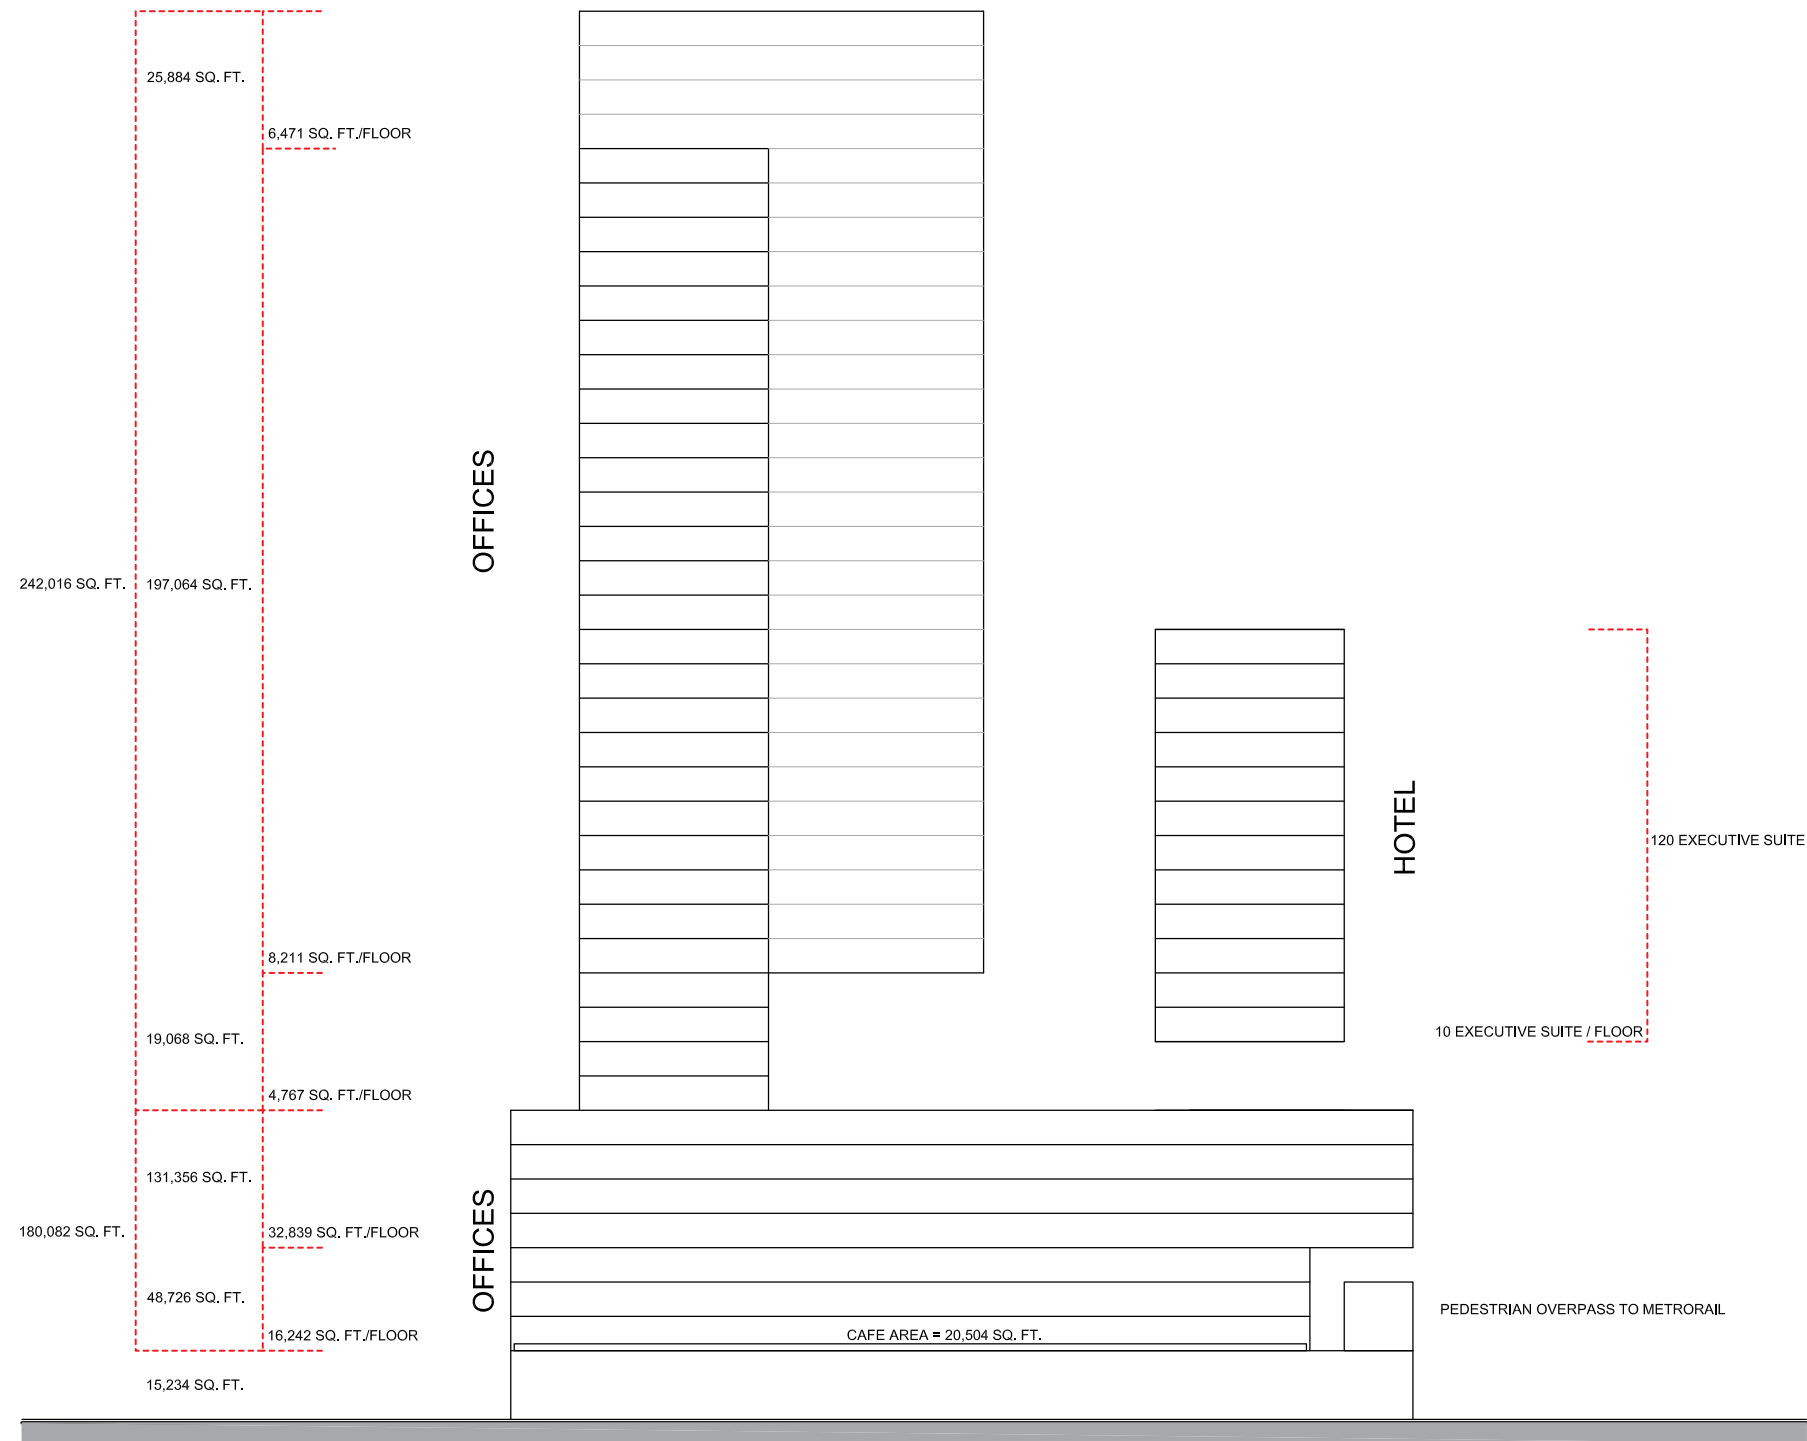 25,884 SQ. FT.
6,471 SQ. FT./FLOOR
OFFICES
242,016 SQ. FT.
197,064 SQ. FT.
HOTEL
120 EXECUTIVE SUITE
8,211 SQ. FT./FLOOR
10 EXECUTIVE SUITE / FLOOR
19,068 SQ. FT.
4,767 SQ. FT./FLOOR
131,356 SQ. FT.
180,082 SQ. FT.
32,839 SQ. FT./FLOOR
OFFICES
48,726 SQ. FT.
PEDESTRIAN OVERPASS TO METRORAIL
16,242 SQ. FT./FLOOR
CAFE AREA = 20,504 SQ. FT.
15,234 SQ. FT.